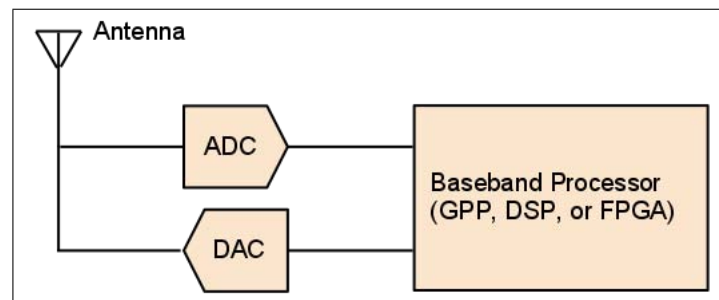 Antenna
ADC
Baseband Processor
(GPP, DSP, or FPGA)
DAC